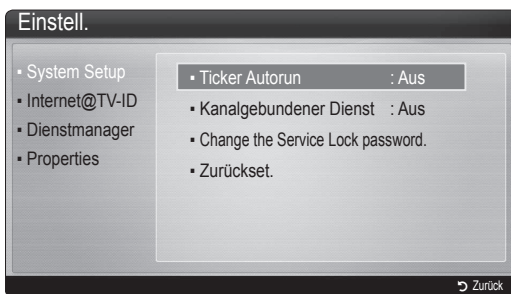 Einstell.
▪ System Setup
▪ Internet@TV-ID
▪ Dienstmanager
▪ Properties
▪ Ticker Autorun : Aus
▪ Kanalgebundener Dienst : Aus
▪ Change the Service Lock password.
▪ Zurückset.
Zurück